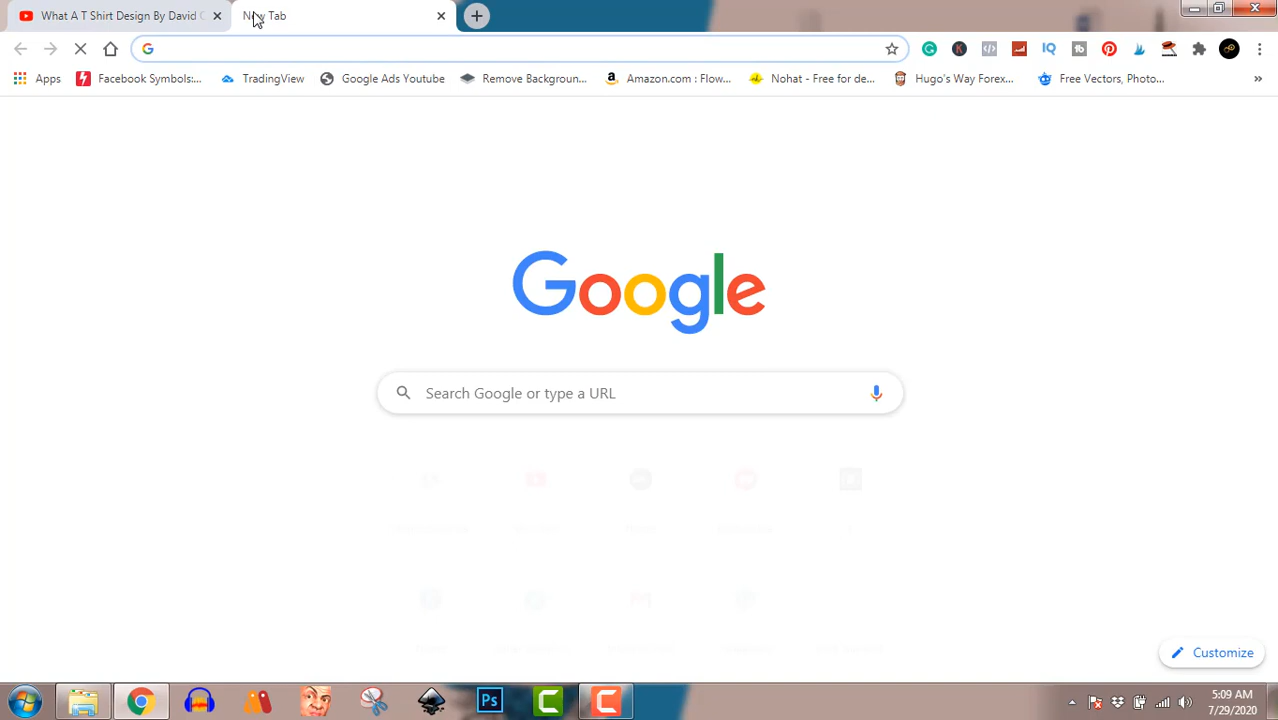 What A T Shirt Design By David
New Tab
Apps
Facebook Symbols:...
TradingView
Google Ads Youtube
Remove Backgroun...
Amazon.com : Flow...
Nohat - Free for de...
Hugo's Way Forex...
Free Vectors, Photo...
Google
Search Google or type a URL
Customize
Ps
5:09 AM
7/29/2020